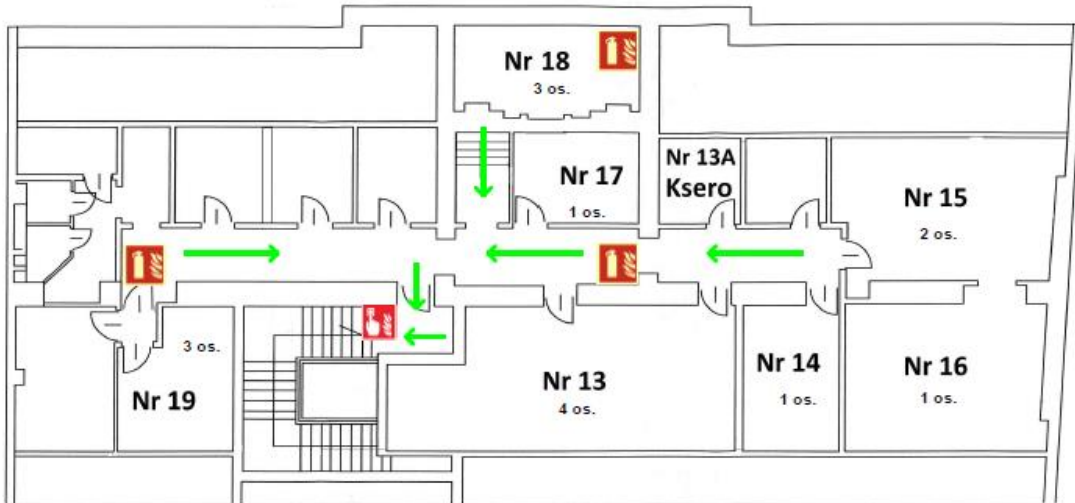 Nr 18
3 os.
Nr 17
1 os.
Nr 13A
Ksero
Nr 15
2 os.
3 os.
Nr 19
Nr 13
4 os.
Nr 14
1 os.
Nr 16
1 os.